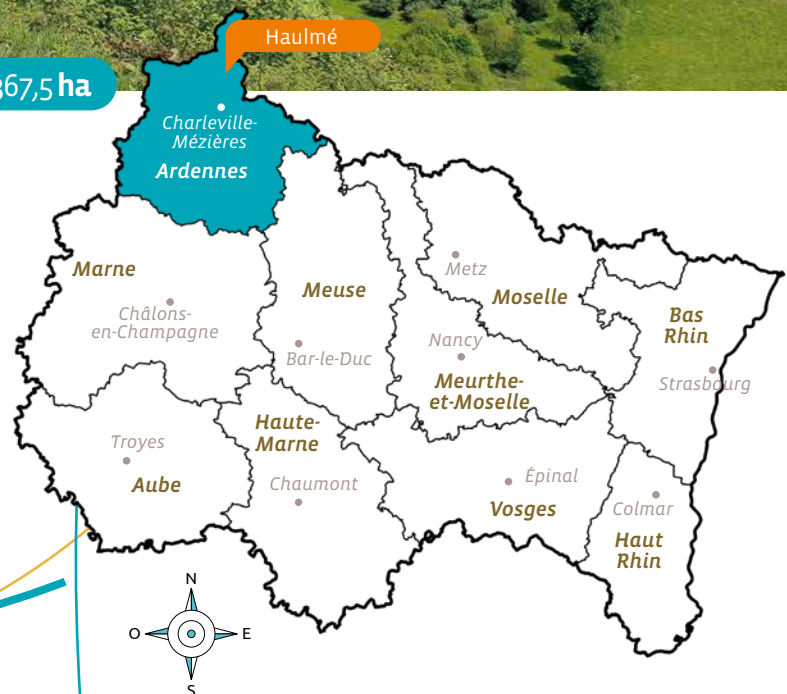 Haulmé
367,5 ha
Charleville-
Mézières
Ardennes
Marne
Châlons-
en-Champagne
Meuse
Bar-le-Duc
Metz
Moselle
Nancy
Meurthe-
et-Moselle
Bas
Rhin
Strasbourg
Haute-
Marne
Chaumont
Troyes
Aube
Épinal
Vosges
Colmar
Haut
Rhin
N
O
E
S